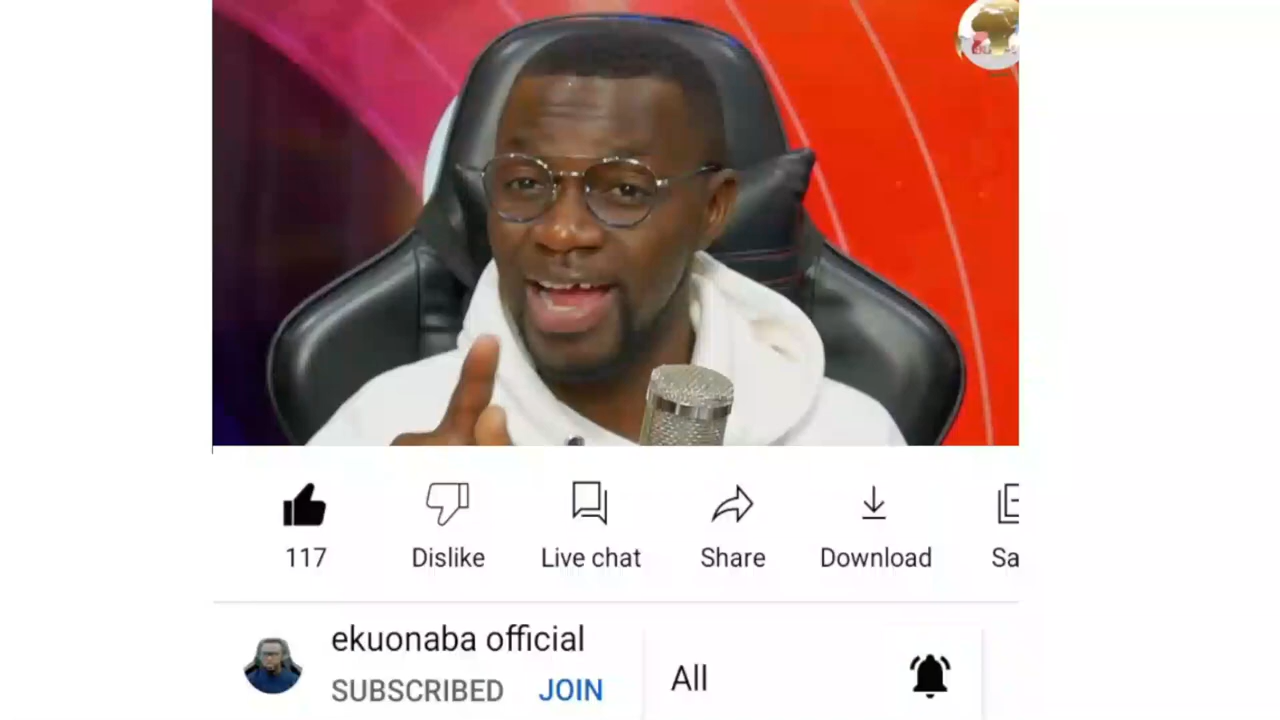 117
Dislike
Live chat
Share
Download
Sa
ekuonaba official
SUBSCRIBED
JOIN
All